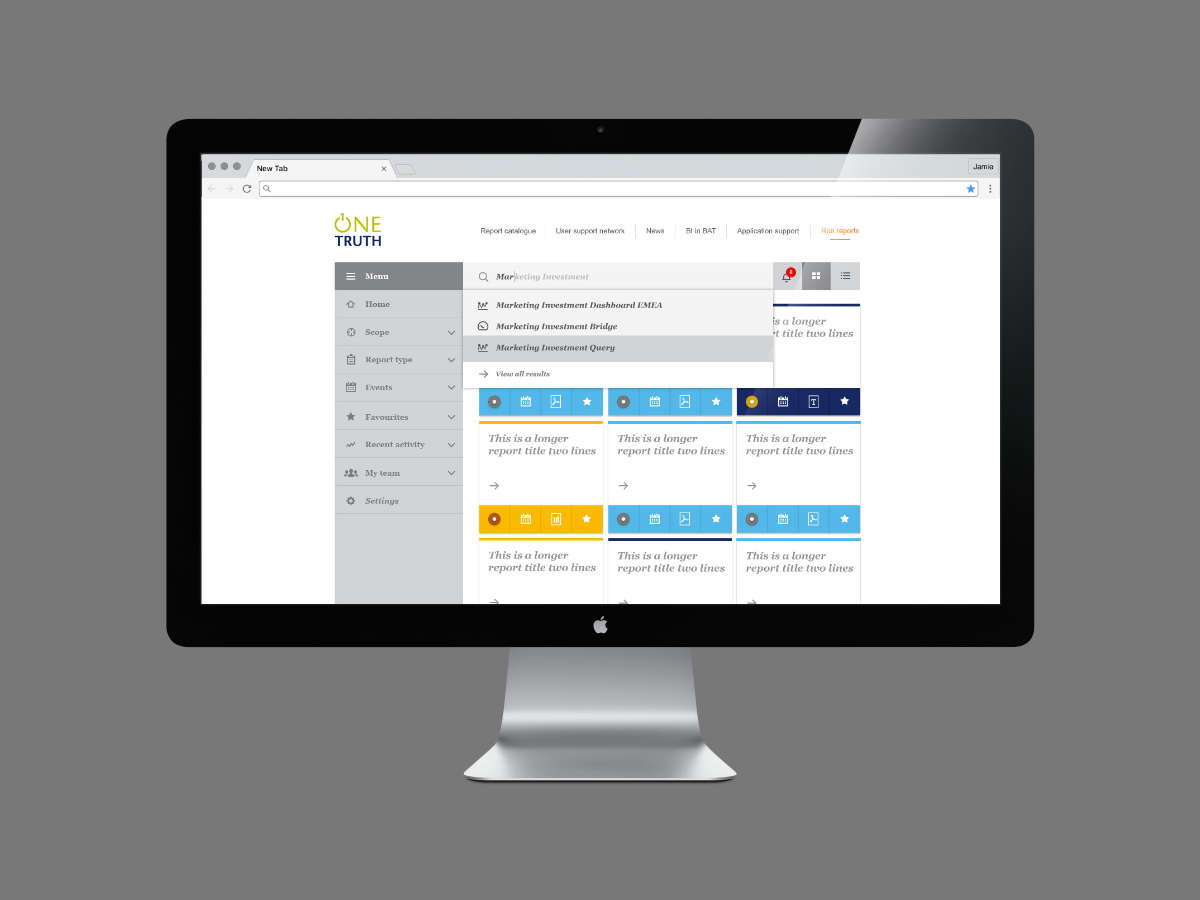 New Tab
Jamie
ONE
TRUTH
Report catalogue
User support network
News
BI in BAT
Application support
Run reports
Menu
Marketing Investment
Home
Scope
Report type
Events
Favourites
Recent activity
My team
Settings
Marketing Investment Dashboard EMEA
Marketing Investment Bridge
Marketing Investment Query
View all results
is a longer
rt title two lines
This is a longer
report title two lines
This is a longer
report title two lines
This is a longer
report title two lines
This is a longer
report title two lines
This is a longer
report title two lines
This is a longer
report title two lines